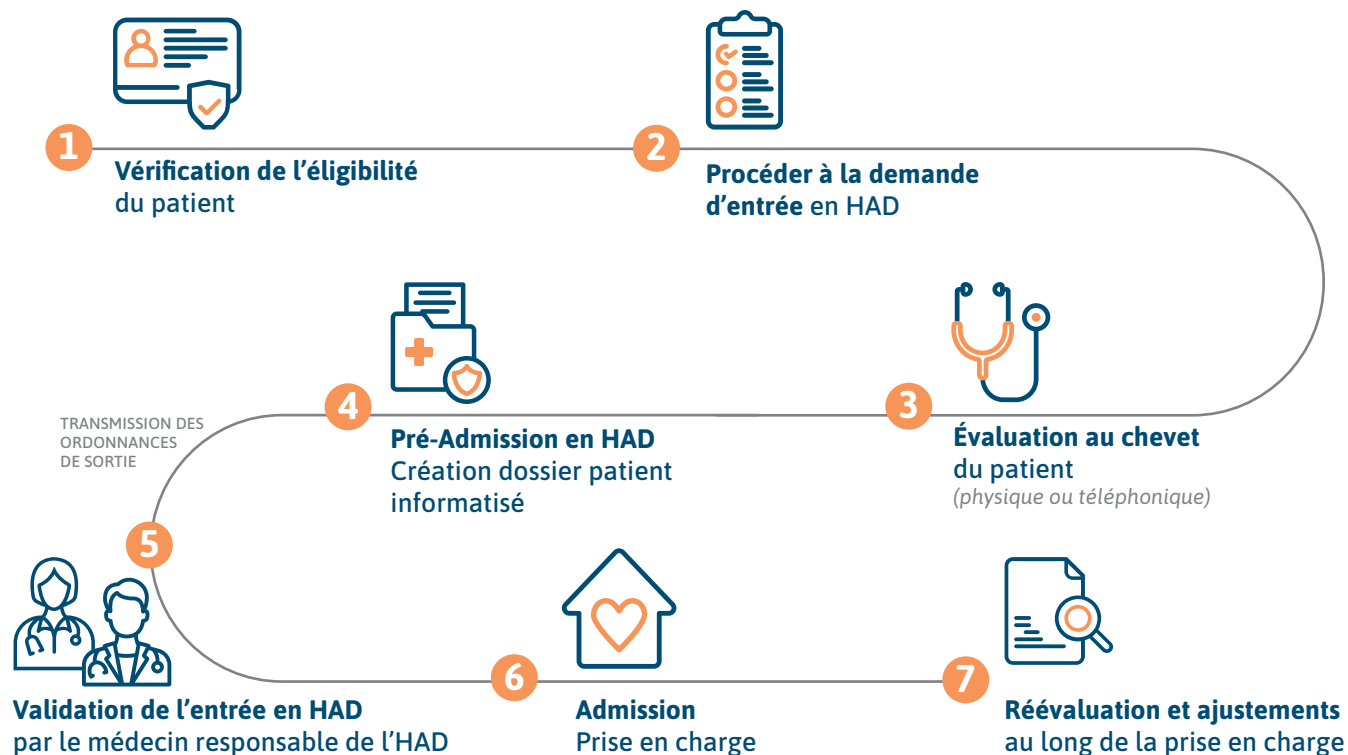 1
Vérification de l’éligibilité
du patient
2
Procéder à la demande
d’entrée en HAD
3
Évaluation au chevet
du patient
(physique ou téléphonique)
4
Pré-Admission en HAD
Création dossier patient
informatisé
TRANSMISSION DES
ORDONNANCES
DE SORTIE
5
Validation de l’entrée en HAD
par le médecin responsable de l’HAD
6
Admission
Prise en charge
7
Réévaluation et ajustements
au long de la prise en charge